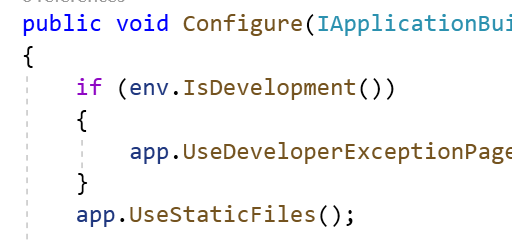 public void Configure(IApplicationBui
{
if (env.IsDevelopment())
{
app.UseDeveloperExceptionPage
}
app.UseStaticFiles();